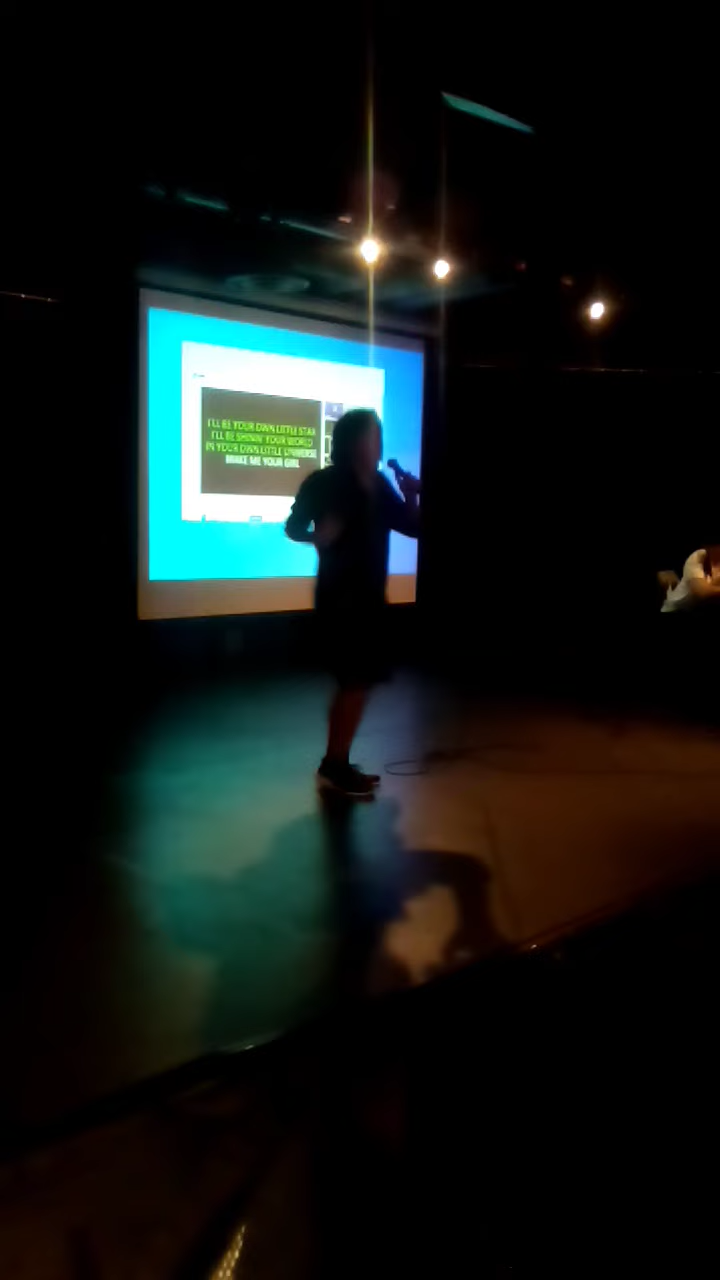 I'LL BE YOUR OWN LITTLE STAR
I'LL BE SHININ' YOUR WORLD
IN YOUR OWN LITTLE UNIVERSE
MAKE ME YOUR GIRL